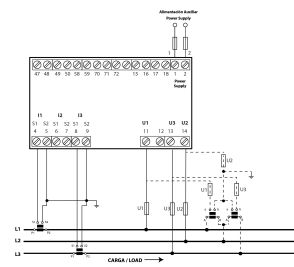 Alimentación Auxiliar
Power Supply
1 2
47 48 49 50 58 59 70 71 72 15 16 17 18 1 2
Power
Supply
I1 I2 I3 U1 U3 U2
S1 S2 S1 S2 S1 S2
4 5 6 7 8 9 11 12 13 14
U2
U1 U3
U1 U3 U2
L1
L2
L3
CARGA / LOAD